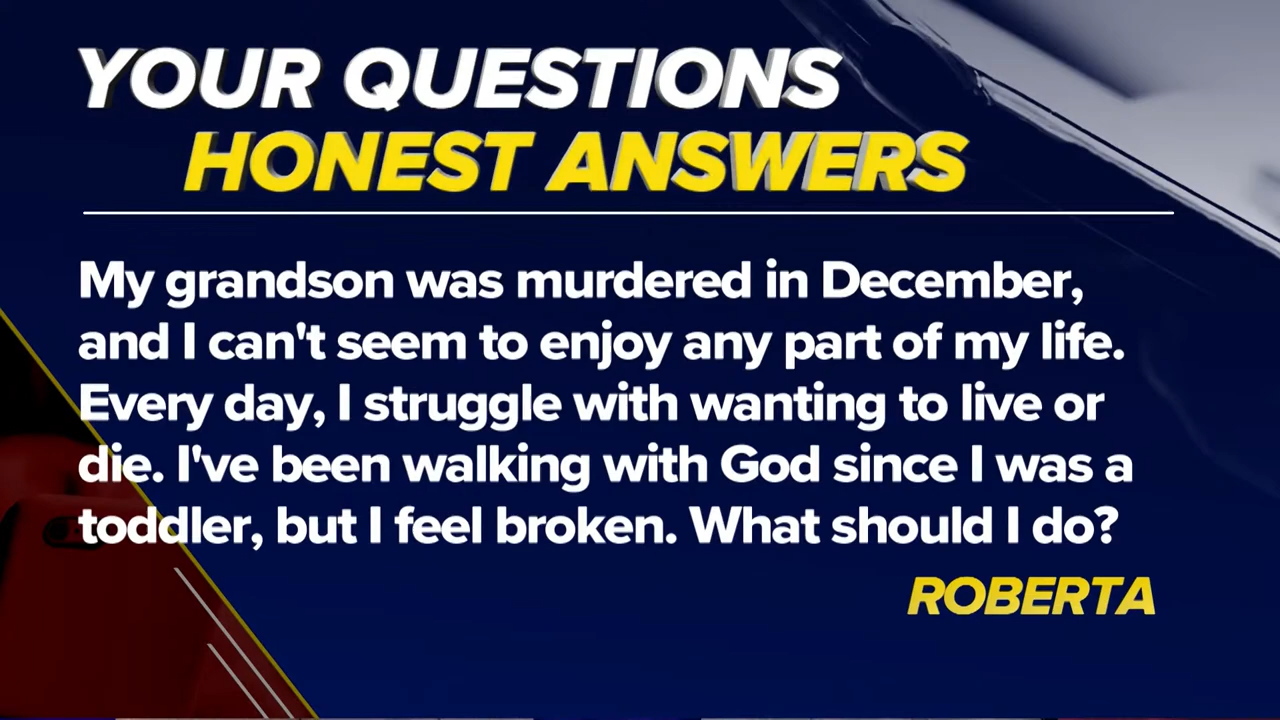 YOUR QUESTIONS
HONEST ANSWERS
My grandson was murdered in December,
and I can't seem to enjoy any part of my life.
Every day, I struggle with wanting to live or
die. I've been walking with God since I was a
toddler, but I feel broken. What should I do?
ROBERTA